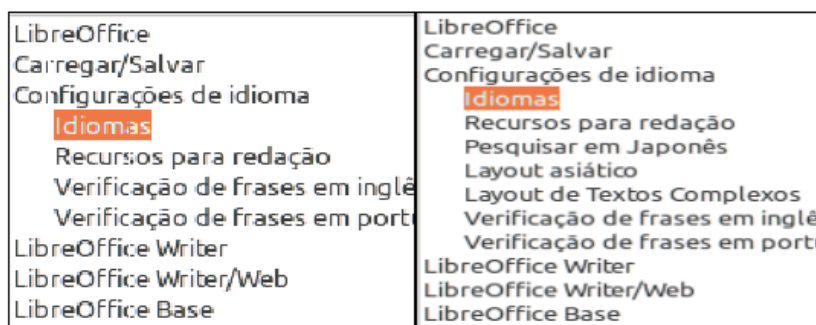 LibreOffice
Carregar/Salvar
Configurações de idioma
Idiomas
Recursos para redação
Verificação de frases em inglê
Verificação de frases em port
LibreOffice Writer
LibreOffice Writer/Web
LibreOffice Base
LibreOffice
Carregar/Salvar
Configurações de idioma
Idiomas
Recursos para redação
Pesquisar em Japonês
Layout asiático
Layout de Textos Complexos
Verificação de frases em inglê
Verificação de frases em port
LibreOffice Writer
LibreOffice Writer/Web
LibreOffice Base